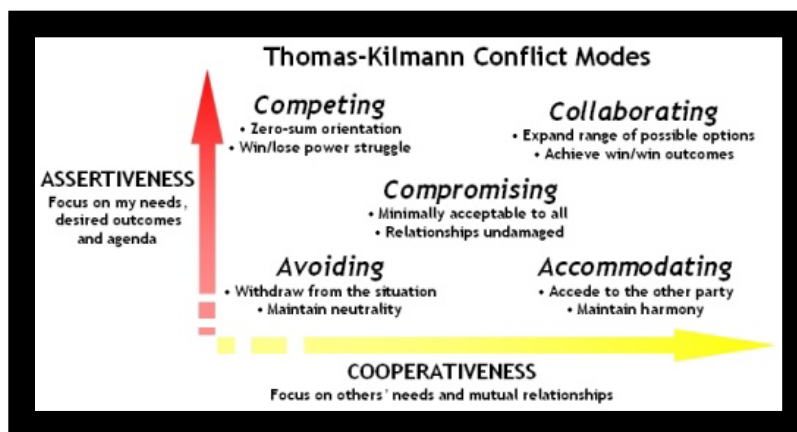 Thomas-Kilmann Conflict Modes
Competing
• Zero-sum orientation
• Win/lose power struggle
Collaborating
• Expand range of possible options
• Achieve win/win outcomes
ASSERTIVENESS
Focus on my needs,
desired outcomes
and agenda
Compromising
• Minimally acceptable to all
• Relationships undamaged
Avoiding
• Withdraw from the situation
• Maintain neutrality
Accommodating
• Accede to the other party
• Maintain harmony
COOPERATIVENESS
Focus on others' needs and mutual relationships